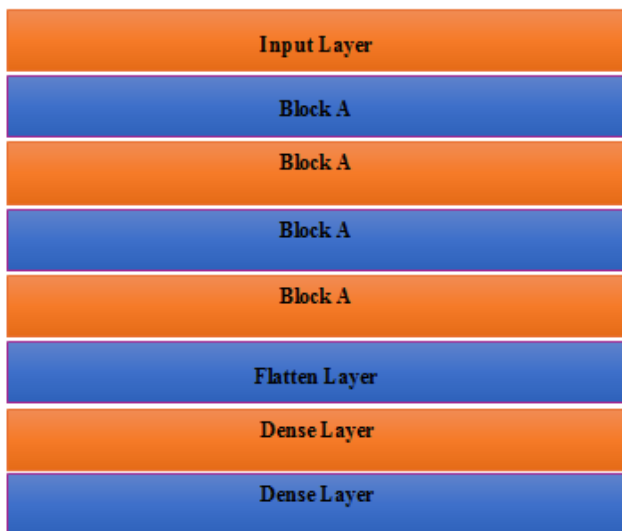 Input Layer
Block A
Block A
Block A
Block A
Flatten Layer
Dense Layer
Dense Layer